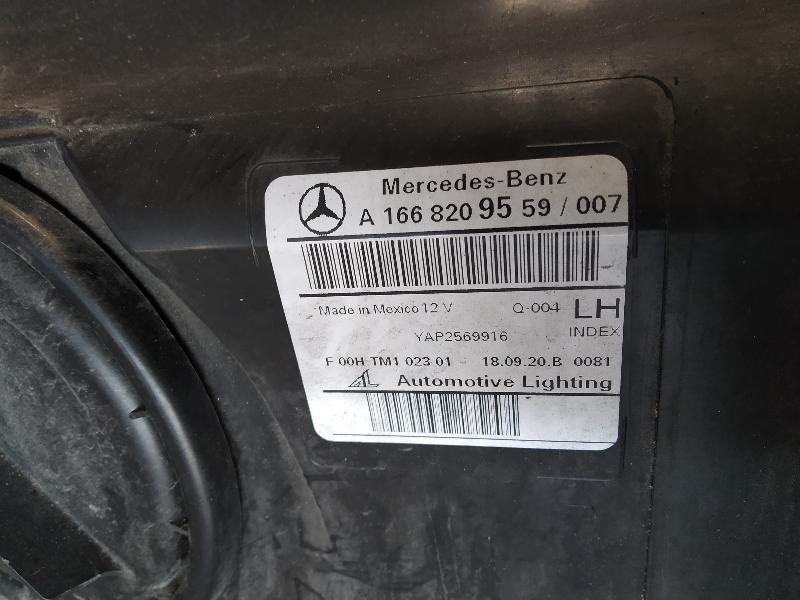 Mercedes-Benz
A 166 820 95 59 / 007
Made in Mexico 12 V Q-004 LH
INDEX
YAP2569916
F 00H TM1 023 01 18.09.20.B 0081
AL Automotive Lighting